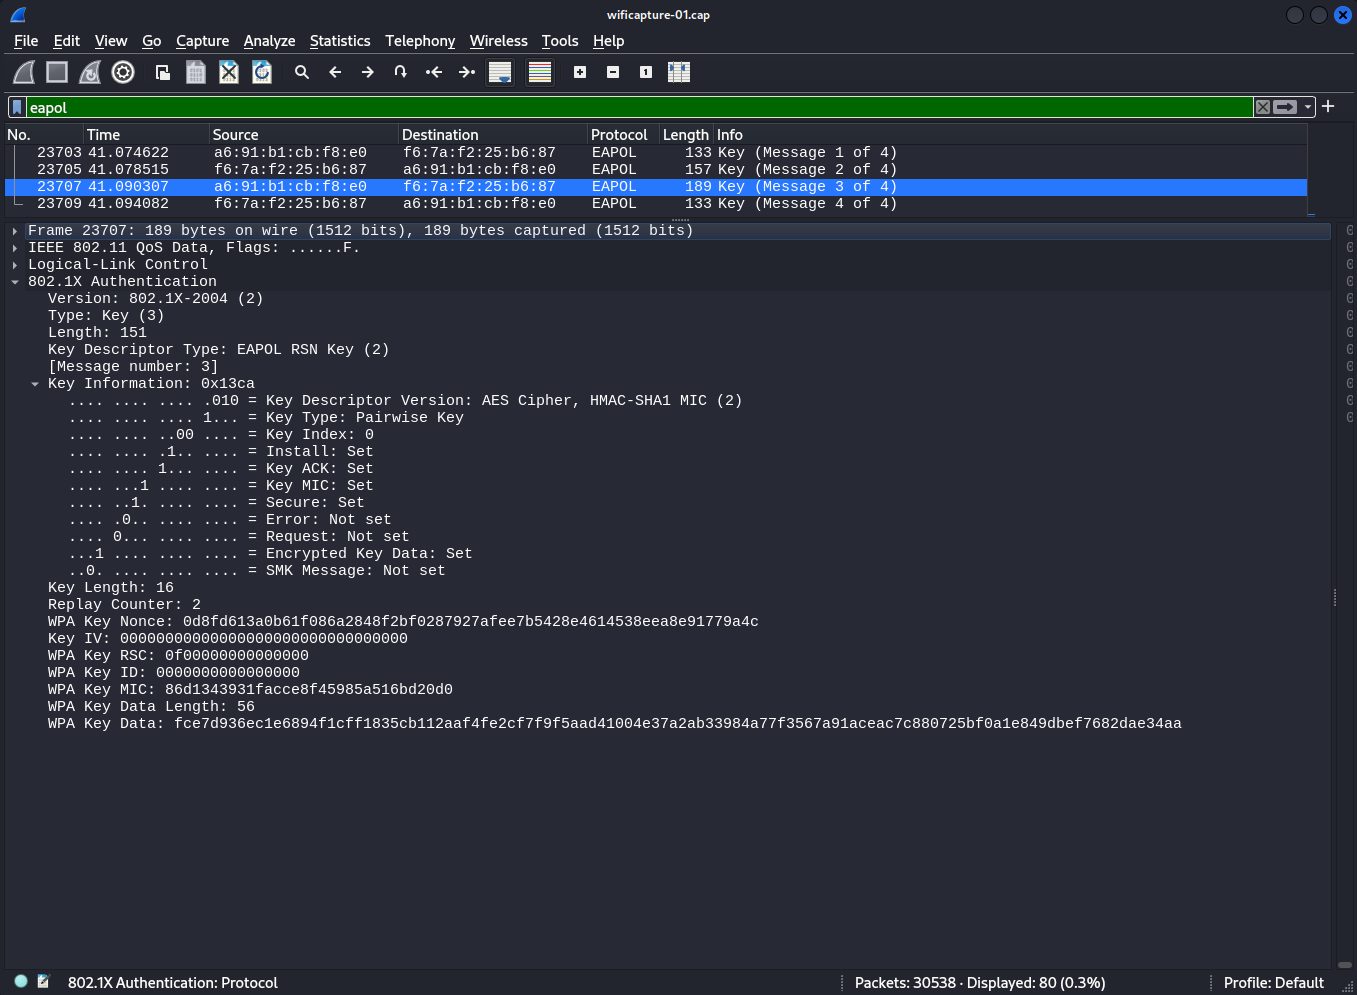 wificapture-01.cap
File Edit View Go Capture Analyze Statistics Telephony Wireless Tools Help
eapol
No. Time Source Destination Protocol Length Info
23703 41.074622 a6:91:b1:cb:f8:e0 f6:7a:f2:25:b6:87 EAPOL 133 Key (Message 1 of 4)
23705 41.078515 f6:7a:f2:25:b6:87 a6:91:b1:cb:f8:e0 EAPOL 157 Key (Message 2 of 4)
23707 41.090307 a6:91:b1:cb:f8:e0 f6:7a:f2:25:b6:87 EAPOL 189 Key (Message 3 of 4)
23709 41.094082 f6:7a:f2:25:b6:87 a6:91:b1:cb:f8:e0 EAPOL 133 Key (Message 4 of 4)
Frame 23707: 189 bytes on wire (1512 bits), 189 bytes captured (1512 bits)
IEEE 802.11 QoS Data, Flags: ......F.
Logical-Link Control
802.1X Authentication
Version: 802.1X-2004 (2)
Type: Key (3)
Length: 151
Key Descriptor Type: EAPOL RSN Key (2)
[Message number: 3]
Key Information: 0x13ca
.... .... .... .010 = Key Descriptor Version: AES Cipher, HMAC-SHA1 MIC (2)
.... .... .... 1... = Key Type: Pairwise Key
.... .... ..00 .... = Key Index: 0
.... .... .1.. .... = Install: Set
.... .... 1... .... = Key ACK: Set
.... ...1 .... .... = Key MIC: Set
.... ..1. .... .... = Secure: Set
.... .0.. .... .... = Error: Not set
.... 0... .... .... = Request: Not set
...1 .... .... .... = Encrypted Key Data: Set
..0. .... .... .... = SMK Message: Not set
Key Length: 16
Replay Counter: 2
WPA Key Nonce: 0d8fd613a0b61f086a2848f2bf0287927afee7b5428e4614538eea8e91779a4c
Key IV: 00000000000000000000000000000000
WPA Key RSC: 0f00000000000000
WPA Key ID: 0000000000000000
WPA Key MIC: 86d1343931facce8f45985a516bd20d0
WPA Key Data Length: 56
WPA Key Data: fce7d936ec1e6894f1cff1835cb112aaf4fe2cf7f9f5aad41004e37a2ab33984a77f3567a91aceac7c880725bf0a1e849dbef7682dae34aa
802.1X Authentication: Protocol
Packets: 30538 · Displayed: 80 (0.3%)
Profile: Default